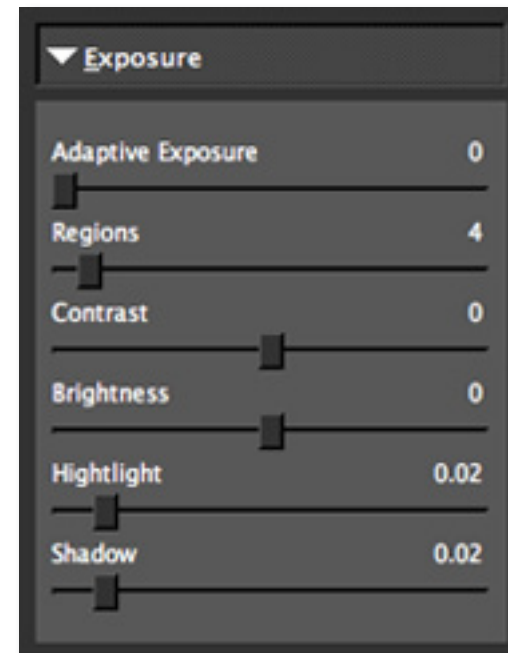 Exposure
Adaptive Exposure 0
Regions 4
Contrast 0
Brightness 0
Hightlight 0.02
Shadow 0.02